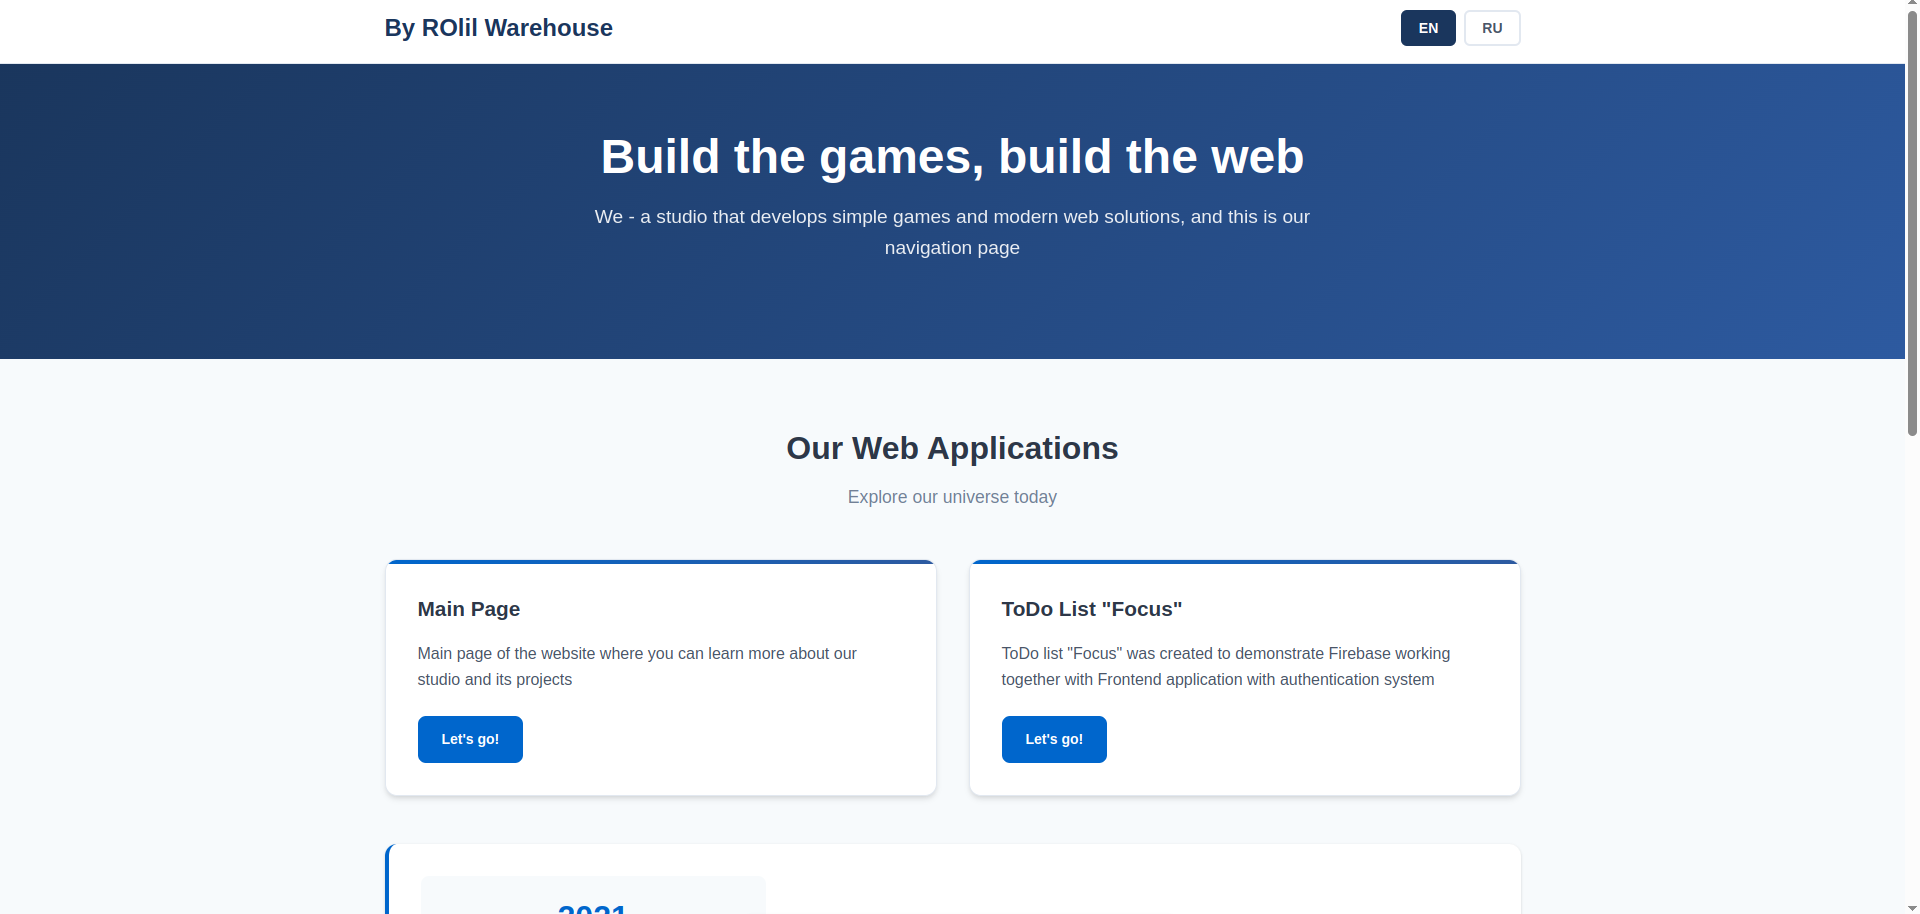 By ROlil Warehouse
EN
RU
Build the games, build the web
We - a studio that develops simple games and modern web solutions, and this is our
navigation page
Our Web Applications
Explore our universe today
Main Page
Main page of the website where you can learn more about our
studio and its projects
Let's go!
ToDo List "Focus"
ToDo list "Focus" was created to demonstrate Firebase working
together with Frontend application with authentication system
Let's go!
2021